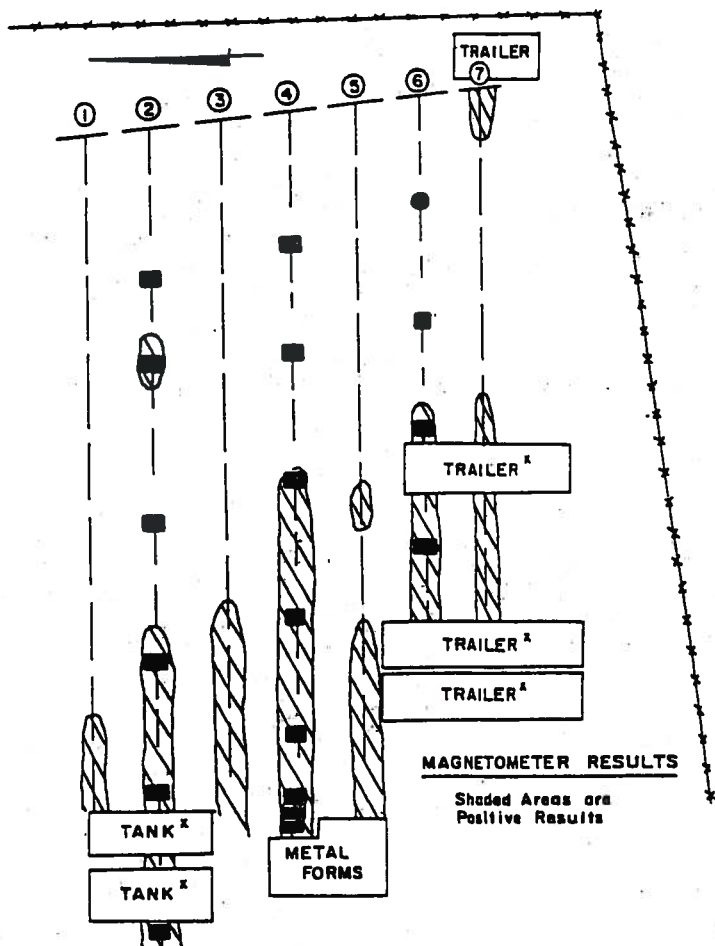 TRAILER
① ② ③ ④ ⑤ ⑥ ⑦
TRAILER x
TRAILER x
TRAILER x
MAGNETOMETER RESULTS
Shaded Areas are
Positive Results
TANK x
METAL
FORMS
TANK x